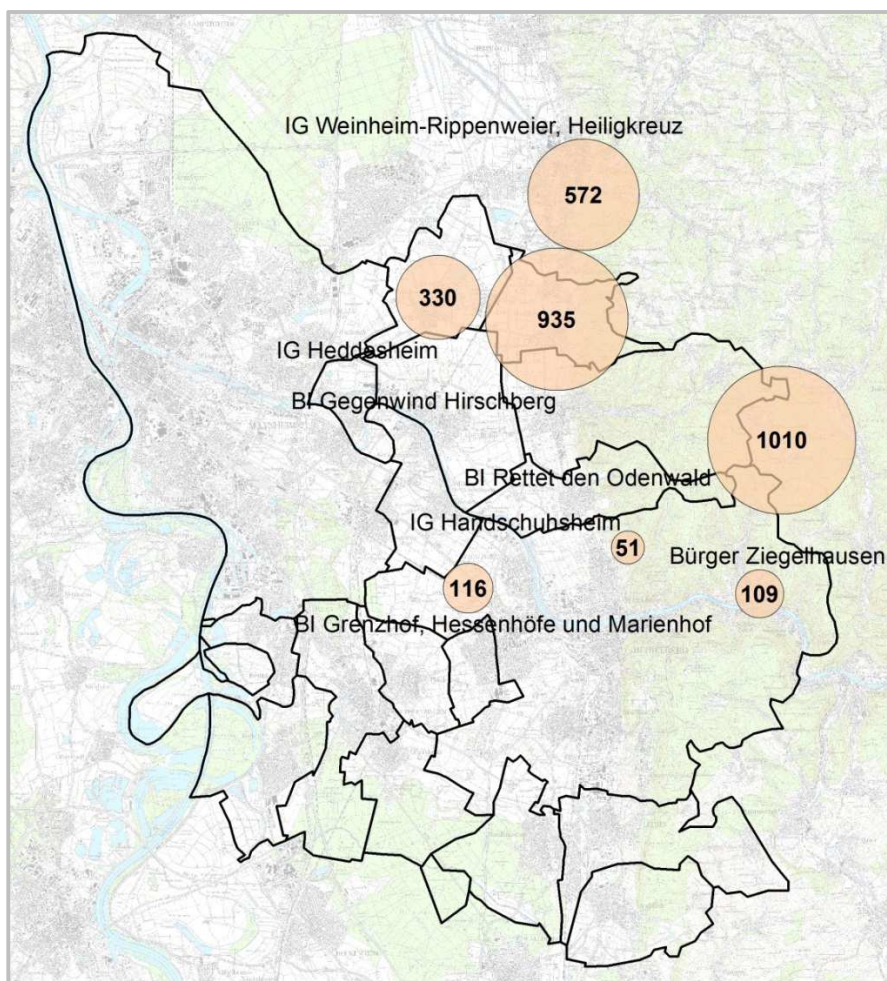 IG Weinheim-Rippenweier, Heiligkreuz
572
330
935
IG Heddesheim
BI Gegenwind Hirschberg
1010
BI Rettet den Odenwald
IG Handschuhsheim
51
Bürger Ziegelhausen
116
109
BI Grenzhof, Hessenhöfe und Marienhof